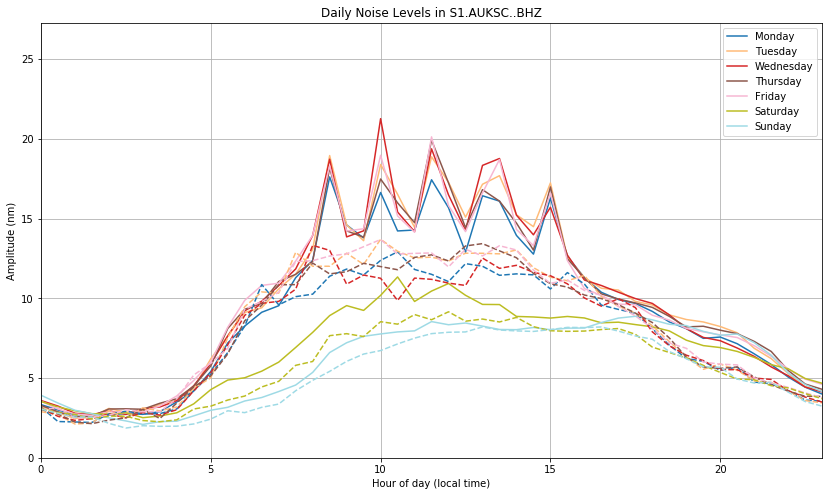 Daily Noise Levels in S1.AUKSC..BHZ
Amplitude (nm)
25
20
15
10
5
0
0 5 10 15 20
Hour of day (local time)
Monday
Tuesday
Wednesday
Thursday
Friday
Saturday
Sunday